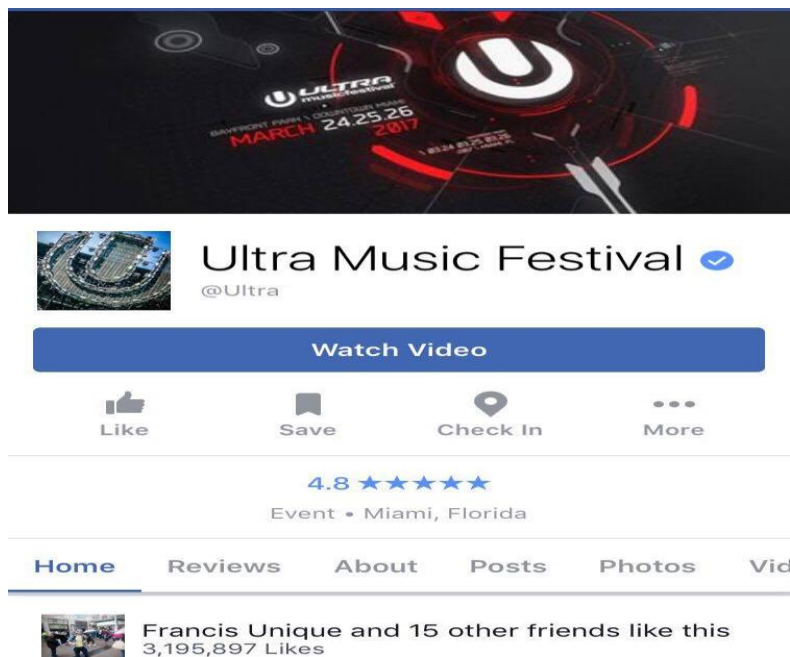 ULTRA
musicfestival
BAYFRONT PARK \ DOWNTOWN MIAMI
MARCH 24.25.26
2017
Ultra Music Festival
@Ultra
Watch Video
Like Save Check In More
4.8 ★★★★★
Event • Miami, Florida
Home Reviews About Posts Photos Vid
Francis Unique and 15 other friends like this
3,195,897 Likes